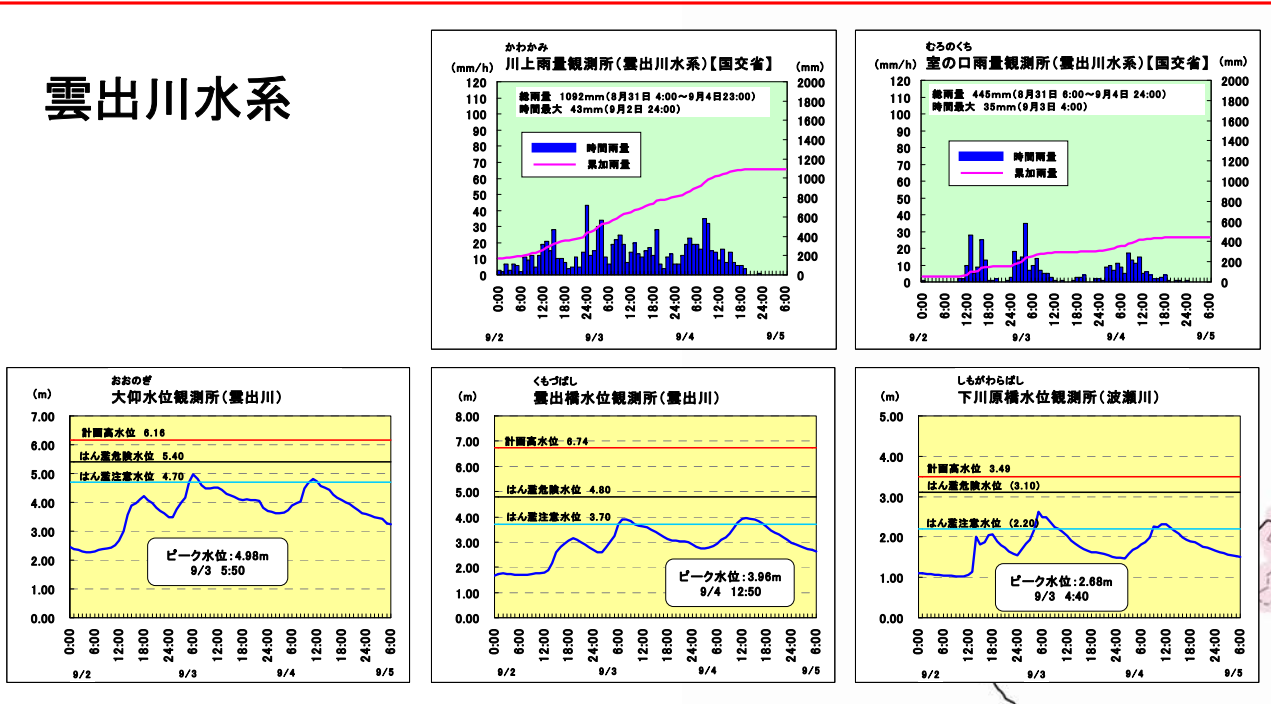 雲出川水系
かわかみ
川上雨量観測所（雲出川水系）【国交省】
(mm/h)
(mm)
総雨量 1092mm（8月31日 4:00～9月4日23:00）
時間最大 43mm（9月2日 24:00）
時間雨量
累加雨量
120
110
100
90
80
70
60
50
40
30
20
10
0
2000
1800
1600
1400
1200
1000
800
600
400
200
0
0:00 6:00 12:00 18:00 24:00 6:00 12:00 18:00 24:00 6:00 12:00 18:00 24:00 6:00
9/2 9/3 9/4 9/5
むろのくち
室の口雨量観測所（雲出川水系）【国交省】
(mm/h)
(mm)
総雨量 445mm（8月31日 6:00～9月4日 24:00）
時間最大 35mm（9月3日 4:00）
時間雨量
累加雨量
120
110
100
90
80
70
60
50
40
30
20
10
0
2000
1800
1600
1400
1200
1000
800
600
400
200
0
0:00 6:00 12:00 18:00 24:00 6:00 12:00 18:00 24:00 6:00 12:00 18:00 24:00 6:00
9/2 9/3 9/4 9/5
おおのぎ
大仰水位観測所（雲出川）
(m)
7.00
6.00
5.00
4.00
3.00
2.00
1.00
0.00
計画高水位 6.16
はん濫危険水位 5.40
はん濫注意水位 4.70
ピーク水位：4.98m
9/3 5:50
0:00 6:00 12:00 18:00 24:00 6:00 12:00 18:00 24:00 6:00 12:00 18:00 24:00 6:00
9/2 9/3 9/4 9/5
くもづばし
雲出橋水位観測所（雲出川）
(m)
8.00
7.00
6.00
5.00
4.00
3.00
2.00
1.00
0.00
計画高水位 6.74
はん濫危険水位 4.80
はん濫注意水位 3.70
ピーク水位：3.96m
9/4 12:50
0:00 6:00 12:00 18:00 24:00 6:00 12:00 18:00 24:00 6:00 12:00 18:00 24:00 6:00
9/2 9/3 9/4 9/5
しもがわらばし
下川原橋水位観測所（波瀬川）
(m)
5.00
4.00
3.00
2.00
1.00
0.00
計画高水位 3.49
はん濫危険水位 (3.10)
はん濫注意水位 (2.20)
ピーク水位：2.68m
9/3 4:40
0:00 6:00 12:00 18:00 24:00 6:00 12:00 18:00 24:00 6:00 12:00 18:00 24:00 6:00
9/2 9/3 9/4 9/5